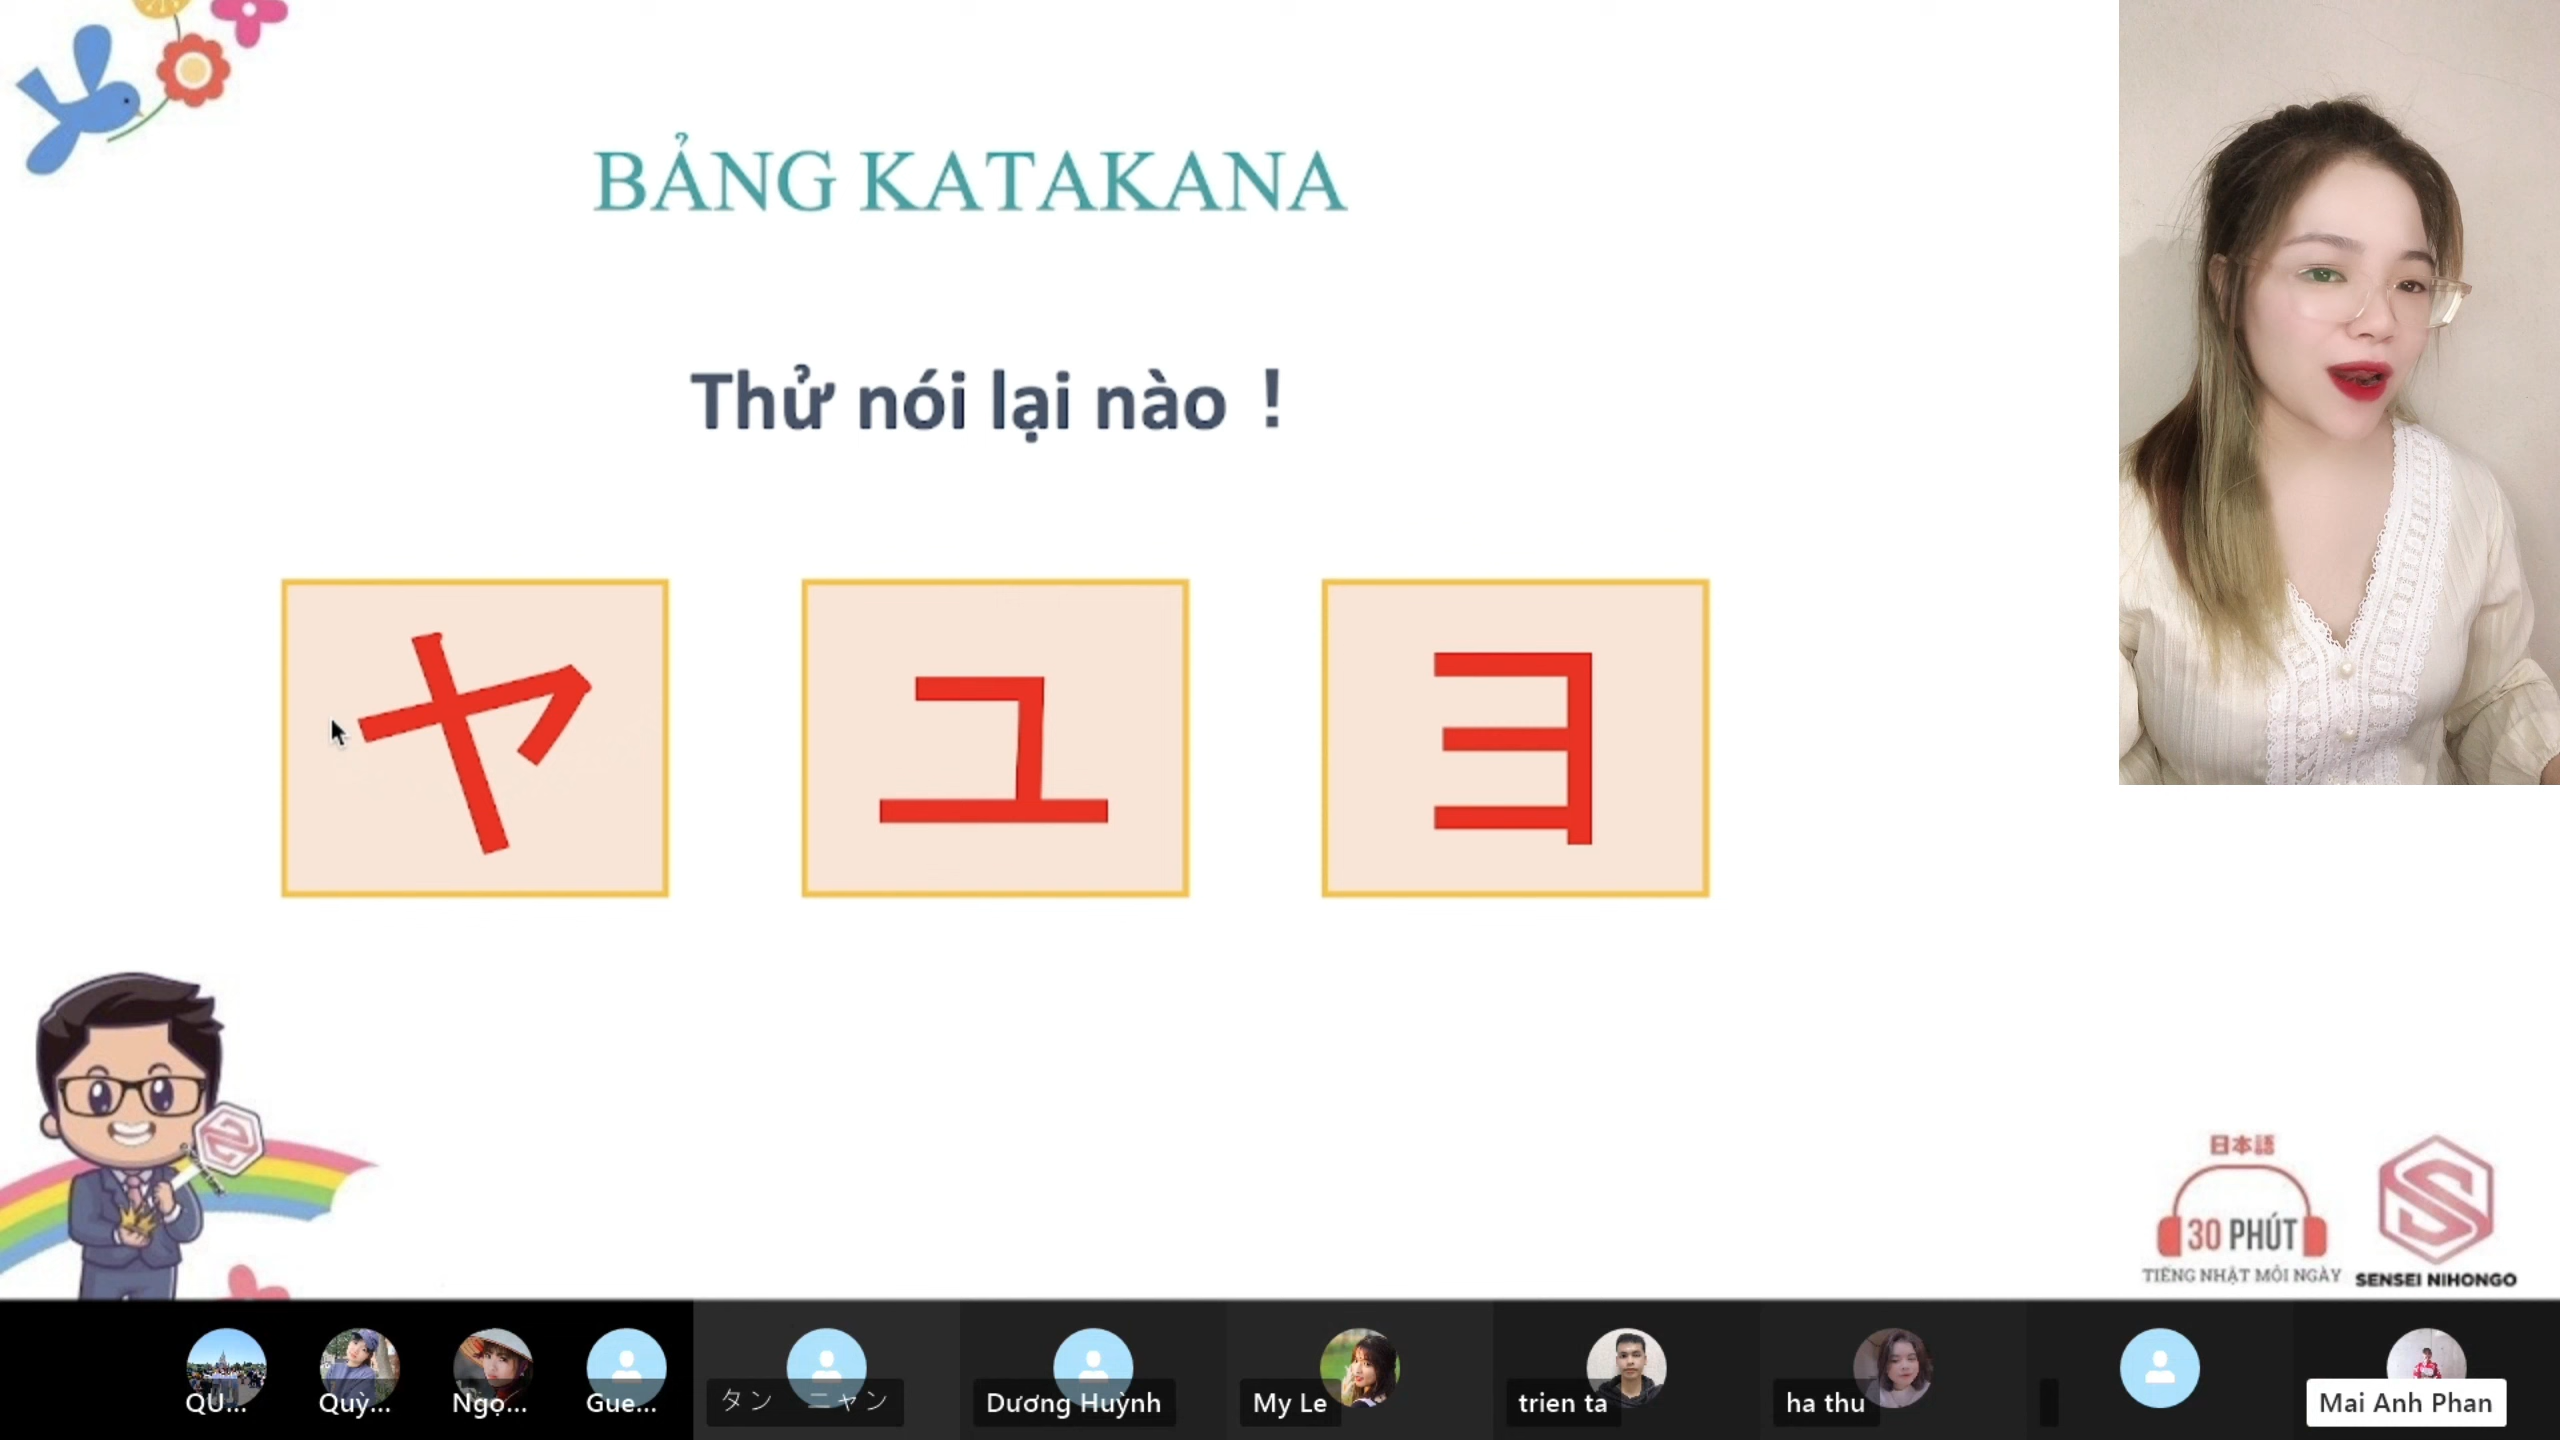 BẢNG KATAKANA
Thử nói lại nào !
ヤ ユ ヨ
日本語
30 PHÚT
TIẾNG NHẬT MỖI NGÀY
SENSEI NIHONGO
QU...
Quỳ...
Ngọ...
Gue...
タン ニャン
Dương Huỳnh
My Le
trien ta
ha thu
Mai Anh Phan